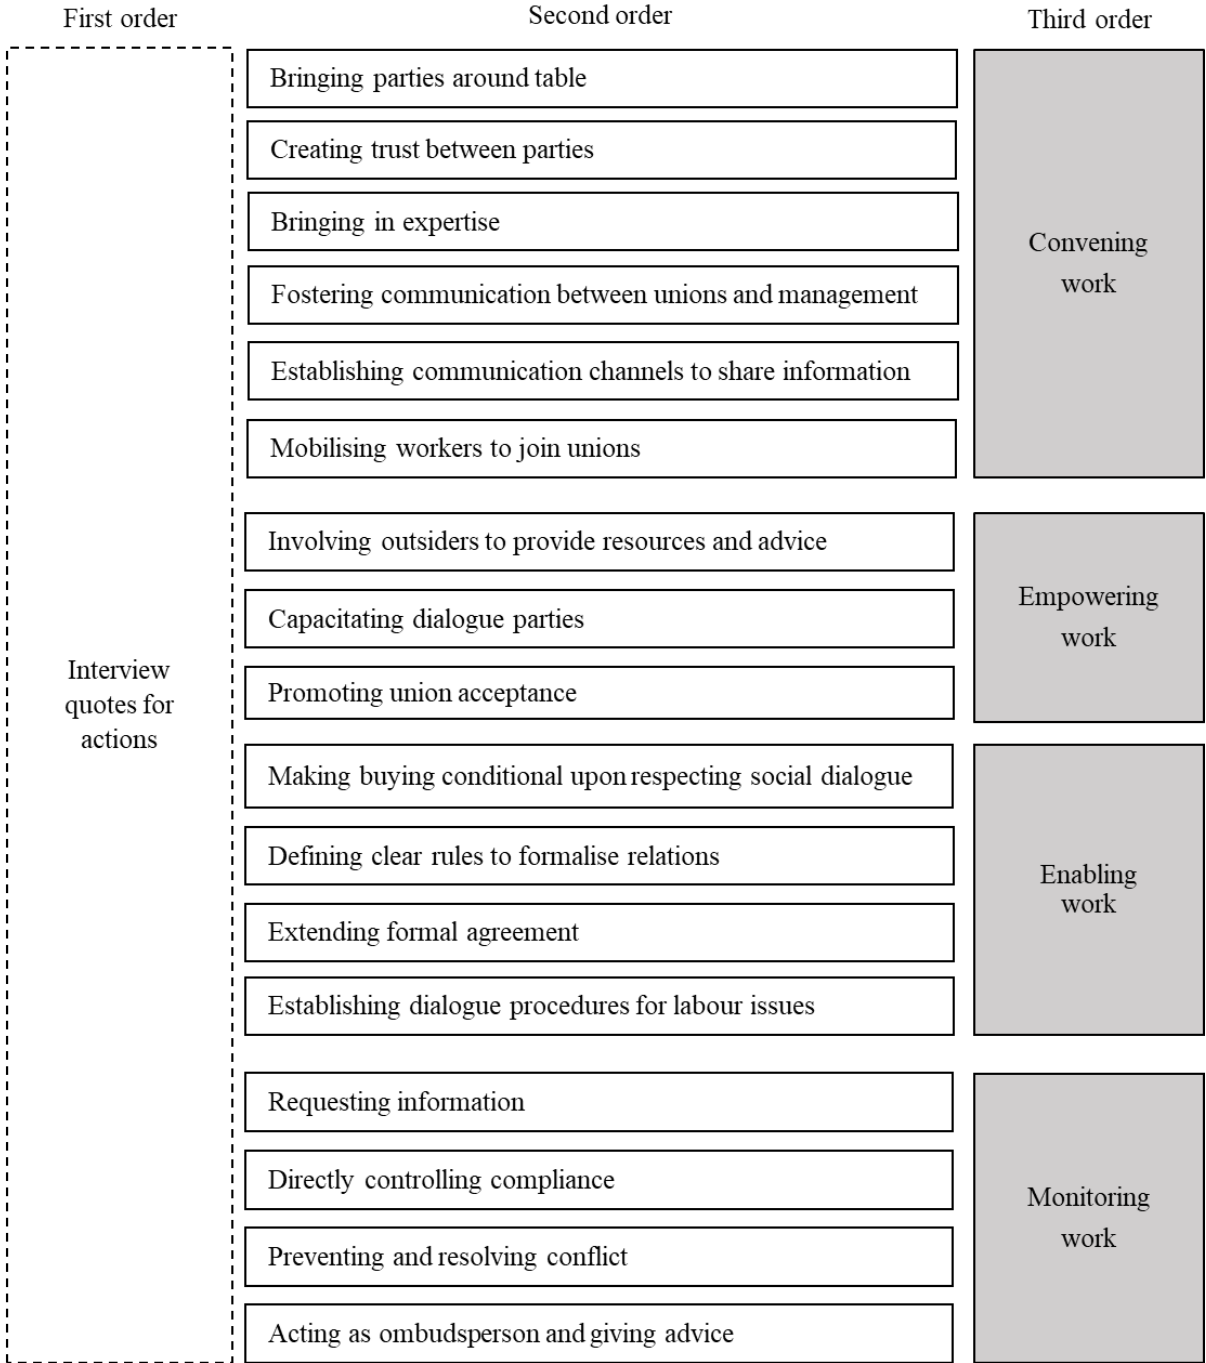 First order
Second order
Third order
Bringing parties around table
Creating trust between parties
Bringing in expertise
Fostering communication between unions and management
Establishing communication channels to share information
Mobilising workers to join unions
Convening
work
Involving outsiders to provide resources and advice
Capacitating dialogue parties
Promoting union acceptance
Empowering
work
Interview
quotes for
actions
Making buying conditional upon respecting social dialogue
Defining clear rules to formalise relations
Extending formal agreement
Establishing dialogue procedures for labour issues
Enabling
work
Requesting information
Directly controlling compliance
Preventing and resolving conflict
Acting as ombudsperson and giving advice
Monitoring
work